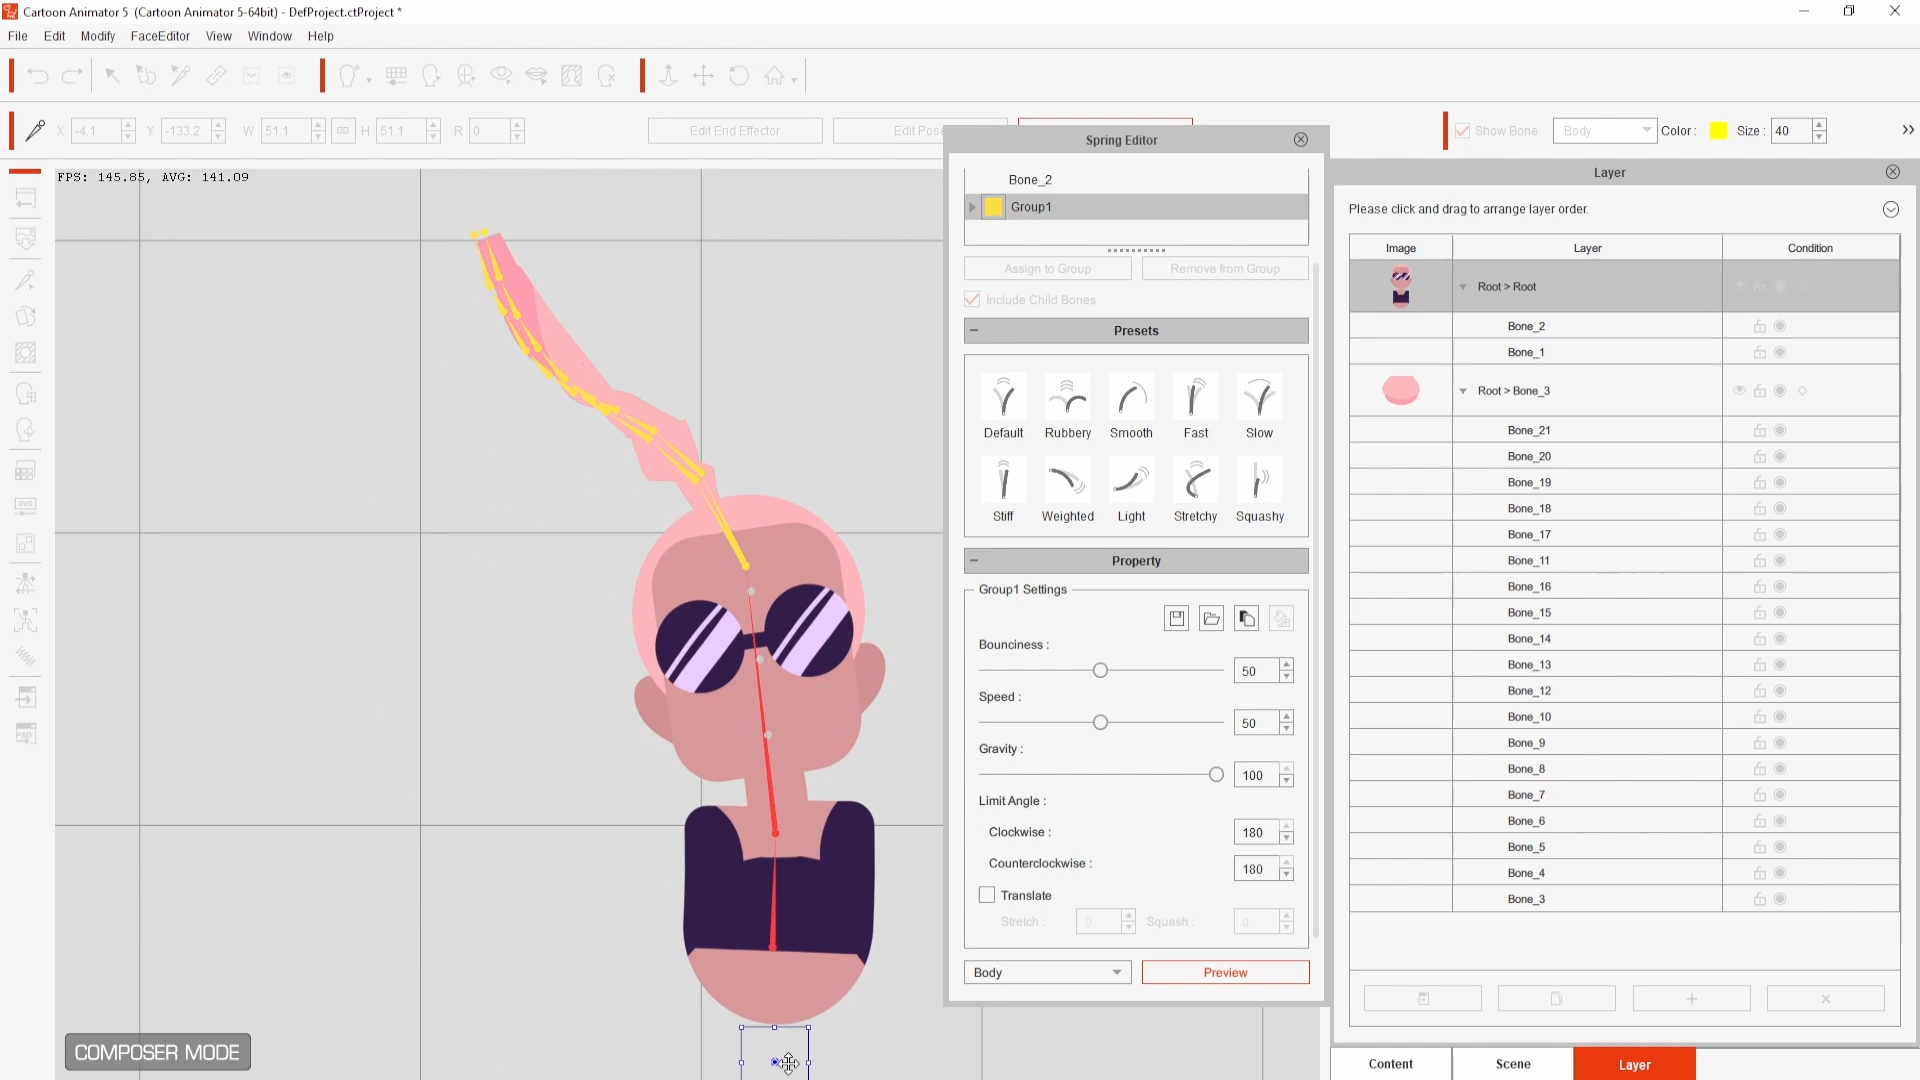 Cartoon Animator 5 (Cartoon Animator 5-64bit) - DefProject.ctProject *
File Edit Modify FaceEditor View Window Help
X -4.1 Y -133.2 W 51.1 H 51.1 R 0 Edit End Effector Edit Pose Show Bone Body Color : Size : 40
FPS: 145.85, AVG: 141.09
Spring Editor
Bone_2
Group1
Assign to Group Remove from Group
Include Child Bones
Presets
Default Rubbery Smooth Fast Slow
Stiff Weighted Light Stretchy Squashy
Property
Group1 Settings
Bounciness :
50
Speed :
50
Gravity :
100
Limit Angle :
Clockwise : 180
Counterclockwise : 180
Translate
Stretch : 0 Squash : 0
Body Preview
Layer
Please click and drag to arrange layer order.
Image Layer Condition
Root > Root
Bone_2
Bone_1
Root > Bone_3
Bone_21
Bone_20
Bone_19
Bone_18
Bone_17
Bone_11
Bone_16
Bone_15
Bone_14
Bone_13
Bone_12
Bone_10
Bone_9
Bone_8
Bone_7
Bone_6
Bone_5
Bone_4
Bone_3
Content Scene Layer
SVG
PSD
COMPOSER MODE